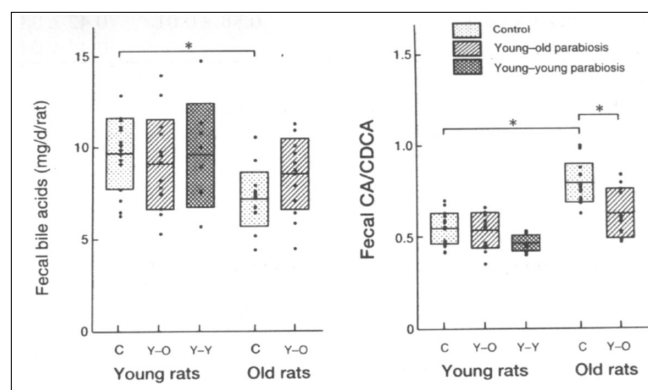 Fecal bile acids (mg/d/rat)
15
10
5
0
*
C
Y–O
Y–Y
C
Y–O
Young rats
Old rats
Fecal CA/CDCA
1.5
1.0
0.5
0.0
Control
Young–old parabiosis
Young–young parabiosis
*
*
C
Y–O
Y–Y
C
Y–O
Young rats
Old rats